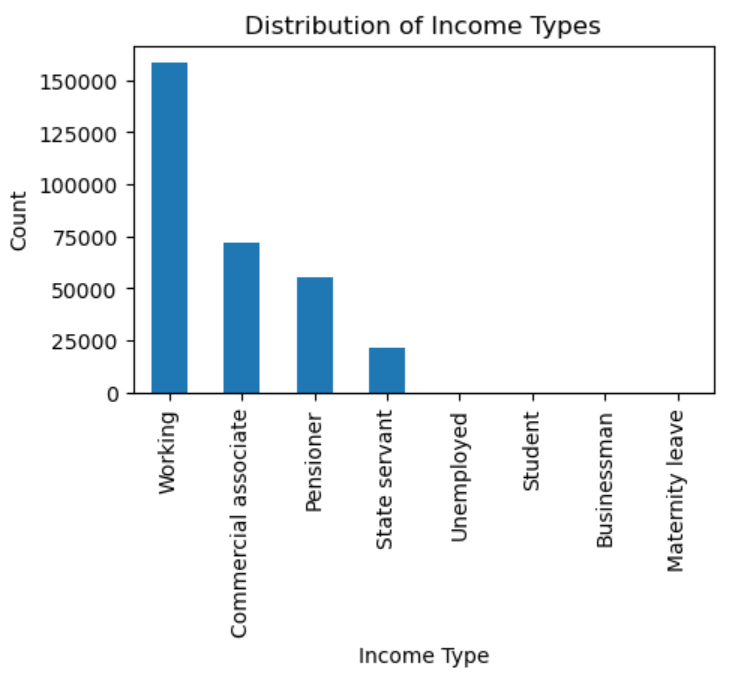 Distribution of Income Types
150000
125000
100000
75000
50000
25000
0
Count
Working
Commercial associate
Pensioner
State servant
Unemployed
Student
Businessman
Maternity leave
Income Type